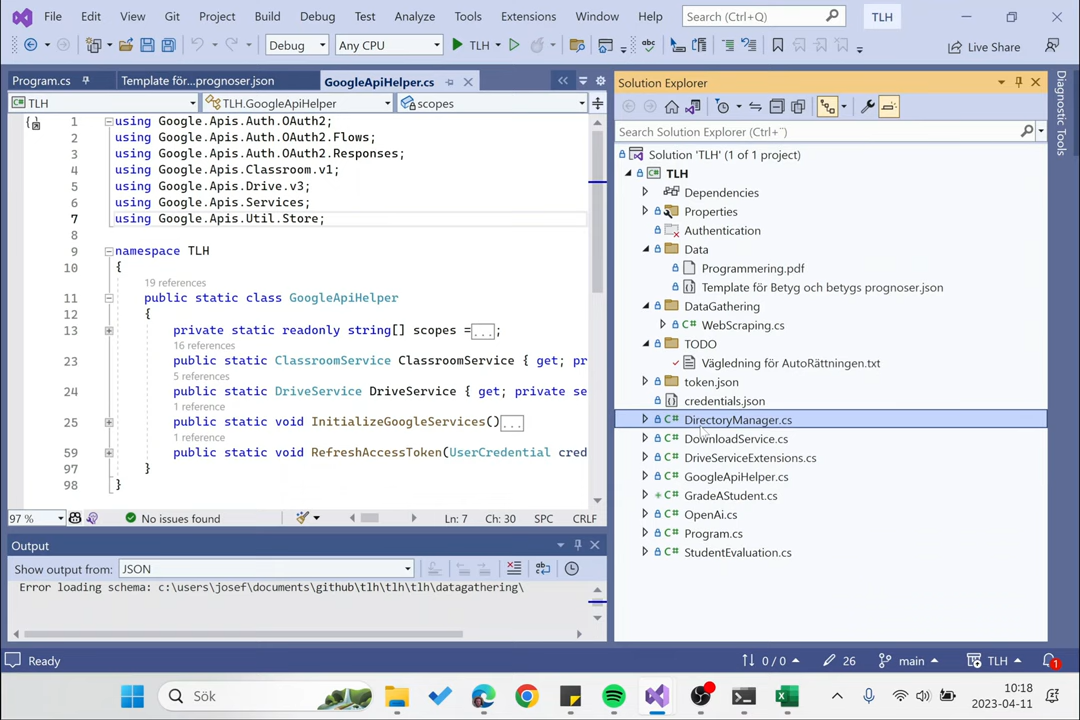 File Edit View Git Project Build Debug Test Analyze Tools Extensions Window Help Search (Ctrl+Q) TLH
Debug Any CPU TLH Live Share
Program.cs Template för...prognoser.json GoogleApiHelper.cs
TLH TLH.GoogleApiHelper scopes
1 using Google.Apis.Auth.OAuth2;
2 using Google.Apis.Auth.OAuth2.Flows;
3 using Google.Apis.Auth.OAuth2.Responses;
4 using Google.Apis.Classroom.v1;
5 using Google.Apis.Drive.v3;
6 using Google.Apis.Services;
7 using Google.Apis.Util.Store;
8
9 namespace TLH
10 {
19 references
11 public static class GoogleApiHelper
12 {
13 private static readonly string[] scopes =...;
16 references
23 public static ClassroomService ClassroomService { get; pr
5 references
24 public static DriveService DriveService { get; private se
1 reference
25 public static void InitializeGoogleServices()...
1 reference
59 public static void RefreshAccessToken(UserCredential cred
97 }
98 }
97 % No issues found Ln: 7 Ch: 30 SPC CRLF
Output
Show output from: JSON
Error loading schema: c:\users\josef\documents\github\tlh\tlh\tlh\datagathering\
Solution Explorer
Search Solution Explorer (Ctrl+¨)
Solution 'TLH' (1 of 1 project)
TLH
Dependencies
Properties
Authentication
Data
Programmering.pdf
Template för Betyg och betygs prognoser.json
DataGathering
C# WebScraping.cs
TODO
Vägledning för AutoRättningen.txt
token.json
credentials.json
C# DirectoryManager.cs
C# DownloadService.cs
C# DriveServiceExtensions.cs
C# GoogleApiHelper.cs
C# GradeAStudent.cs
C# OpenAi.cs
C# Program.cs
C# StudentEvaluation.cs
Diagnostic Tools
Ready 0 / 0 26 main TLH 1
Sök 10:18
2023-04-11